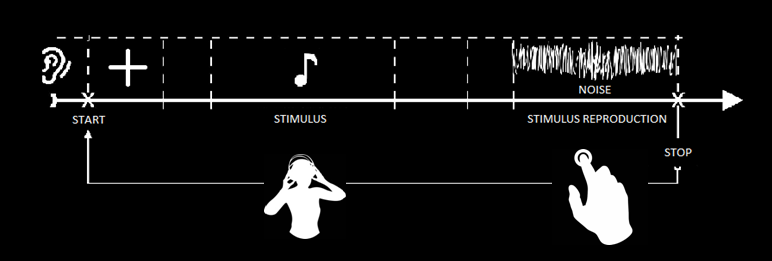 NOISE
START
STIMULUS
STIMULUS REPRODUCTION
STOP